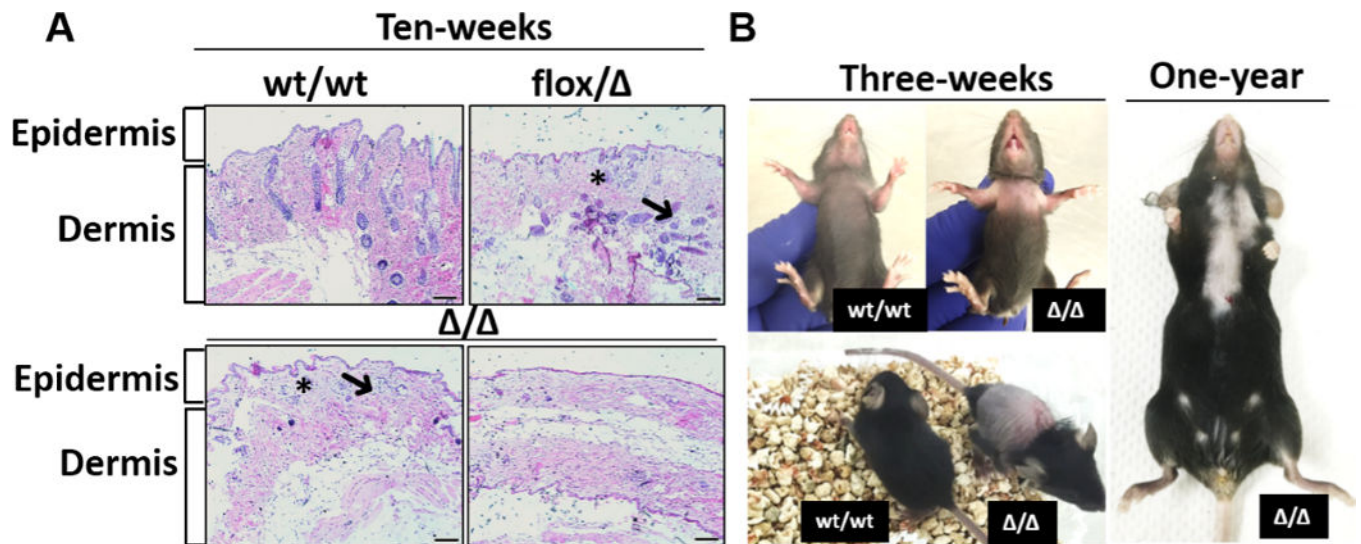 A
Ten-weeks
wt/wt flox/Δ
Epidermis
Dermis
*
Δ/Δ
Epidermis
Dermis
*
B
Three-weeks
One-year
wt/wt
Δ/Δ
wt/wt
Δ/Δ
Δ/Δ